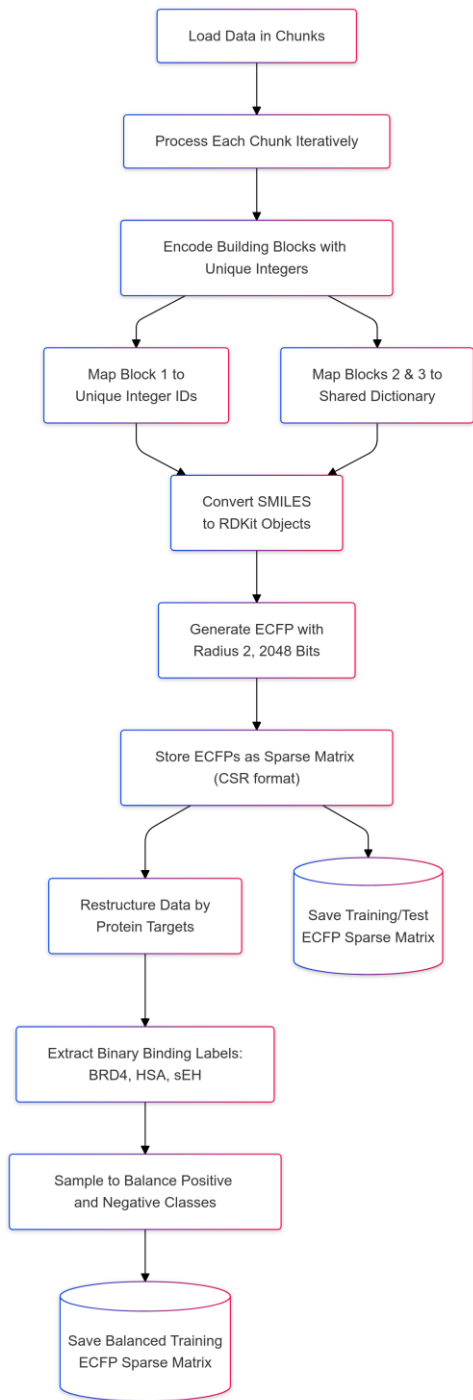 Load Data in Chunks
Process Each Chunk Iteratively
Encode Building Blocks with
Unique Integers
Map Block 1 to
Unique Integer IDs
Map Blocks 2 & 3 to
Shared Dictionary
Convert SMILES
to RDKit Objects
Generate ECFP with
Radius 2, 2048 Bits
Store ECFPs as Sparse Matrix
(CSR format)
Restructure Data by
Protein Targets
Save Training/Test
ECFP Sparse Matrix
Extract Binary Binding Labels:
BRD4, HSA, sEH
Sample to Balance Positive
and Negative Classes
Save Balanced Training
ECFP Sparse Matrix